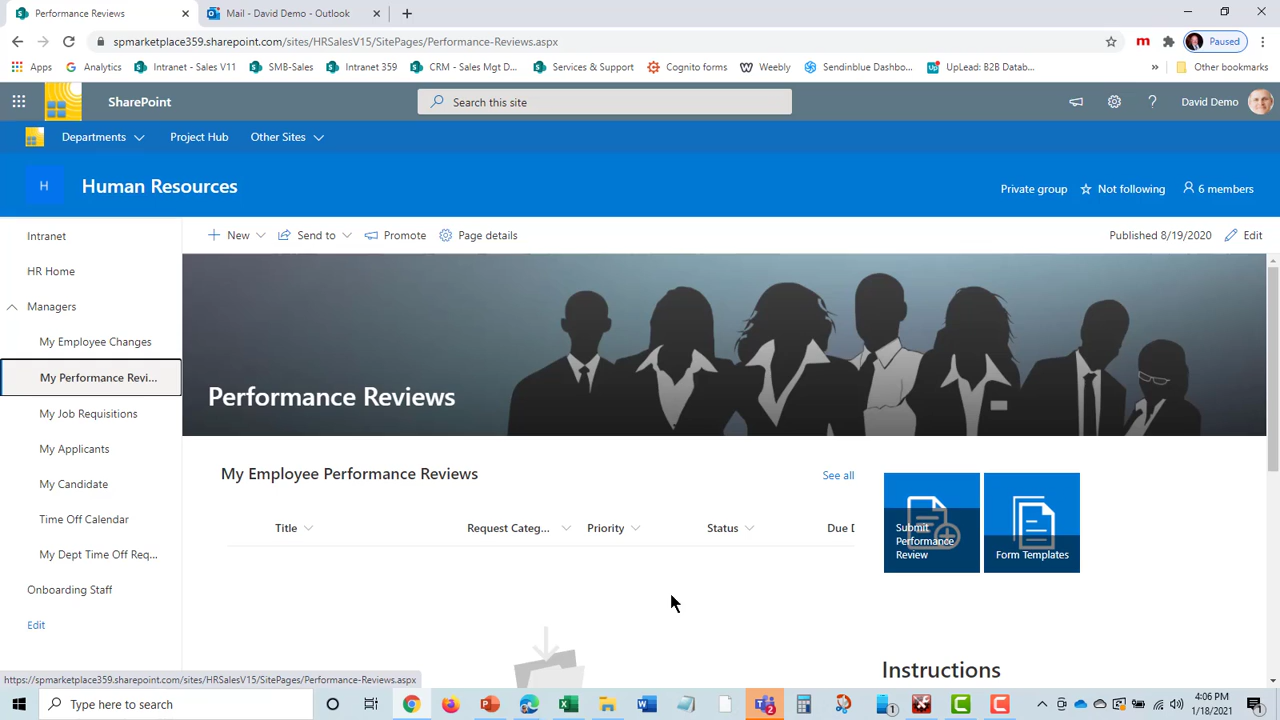 Performance Reviews
Mail - David Demo - Outlook
spmarketplace359.sharepoint.com/sites/HRSalesV15/SitePages/Performance-Reviews.aspx
Paused
Apps
Analytics
Intranet - Sales V11
SMB-Sales
Intranet 359
CRM - Sales Mgt D...
Services & Support
Cognito forms
Weebly
Sendinblue Dashbo...
UpLead: B2B Datab...
Other bookmarks
SharePoint
Search this site
David Demo
Departments
Project Hub
Other Sites
H
Human Resources
Private group
Not following
6 members
Intranet
HR Home
Managers
My Employee Changes
My Performance Revi...
My Job Requisitions
My Applicants
My Candidate
Time Off Calendar
My Dept Time Off Req...
Onboarding Staff
Edit
New
Send to
Promote
Page details
Published 8/19/2020
Edit
Performance Reviews
My Employee Performance Reviews
See all
Title
Request Categ...
Priority
Status
Due D
Submit
Performance
Review
Form Templates
Instructions
https://spmarketplace359.sharepoint.com/sites/HRSalesV15/SitePages/Performance-Reviews.aspx
Type here to search
4:06 PM
1/18/2021